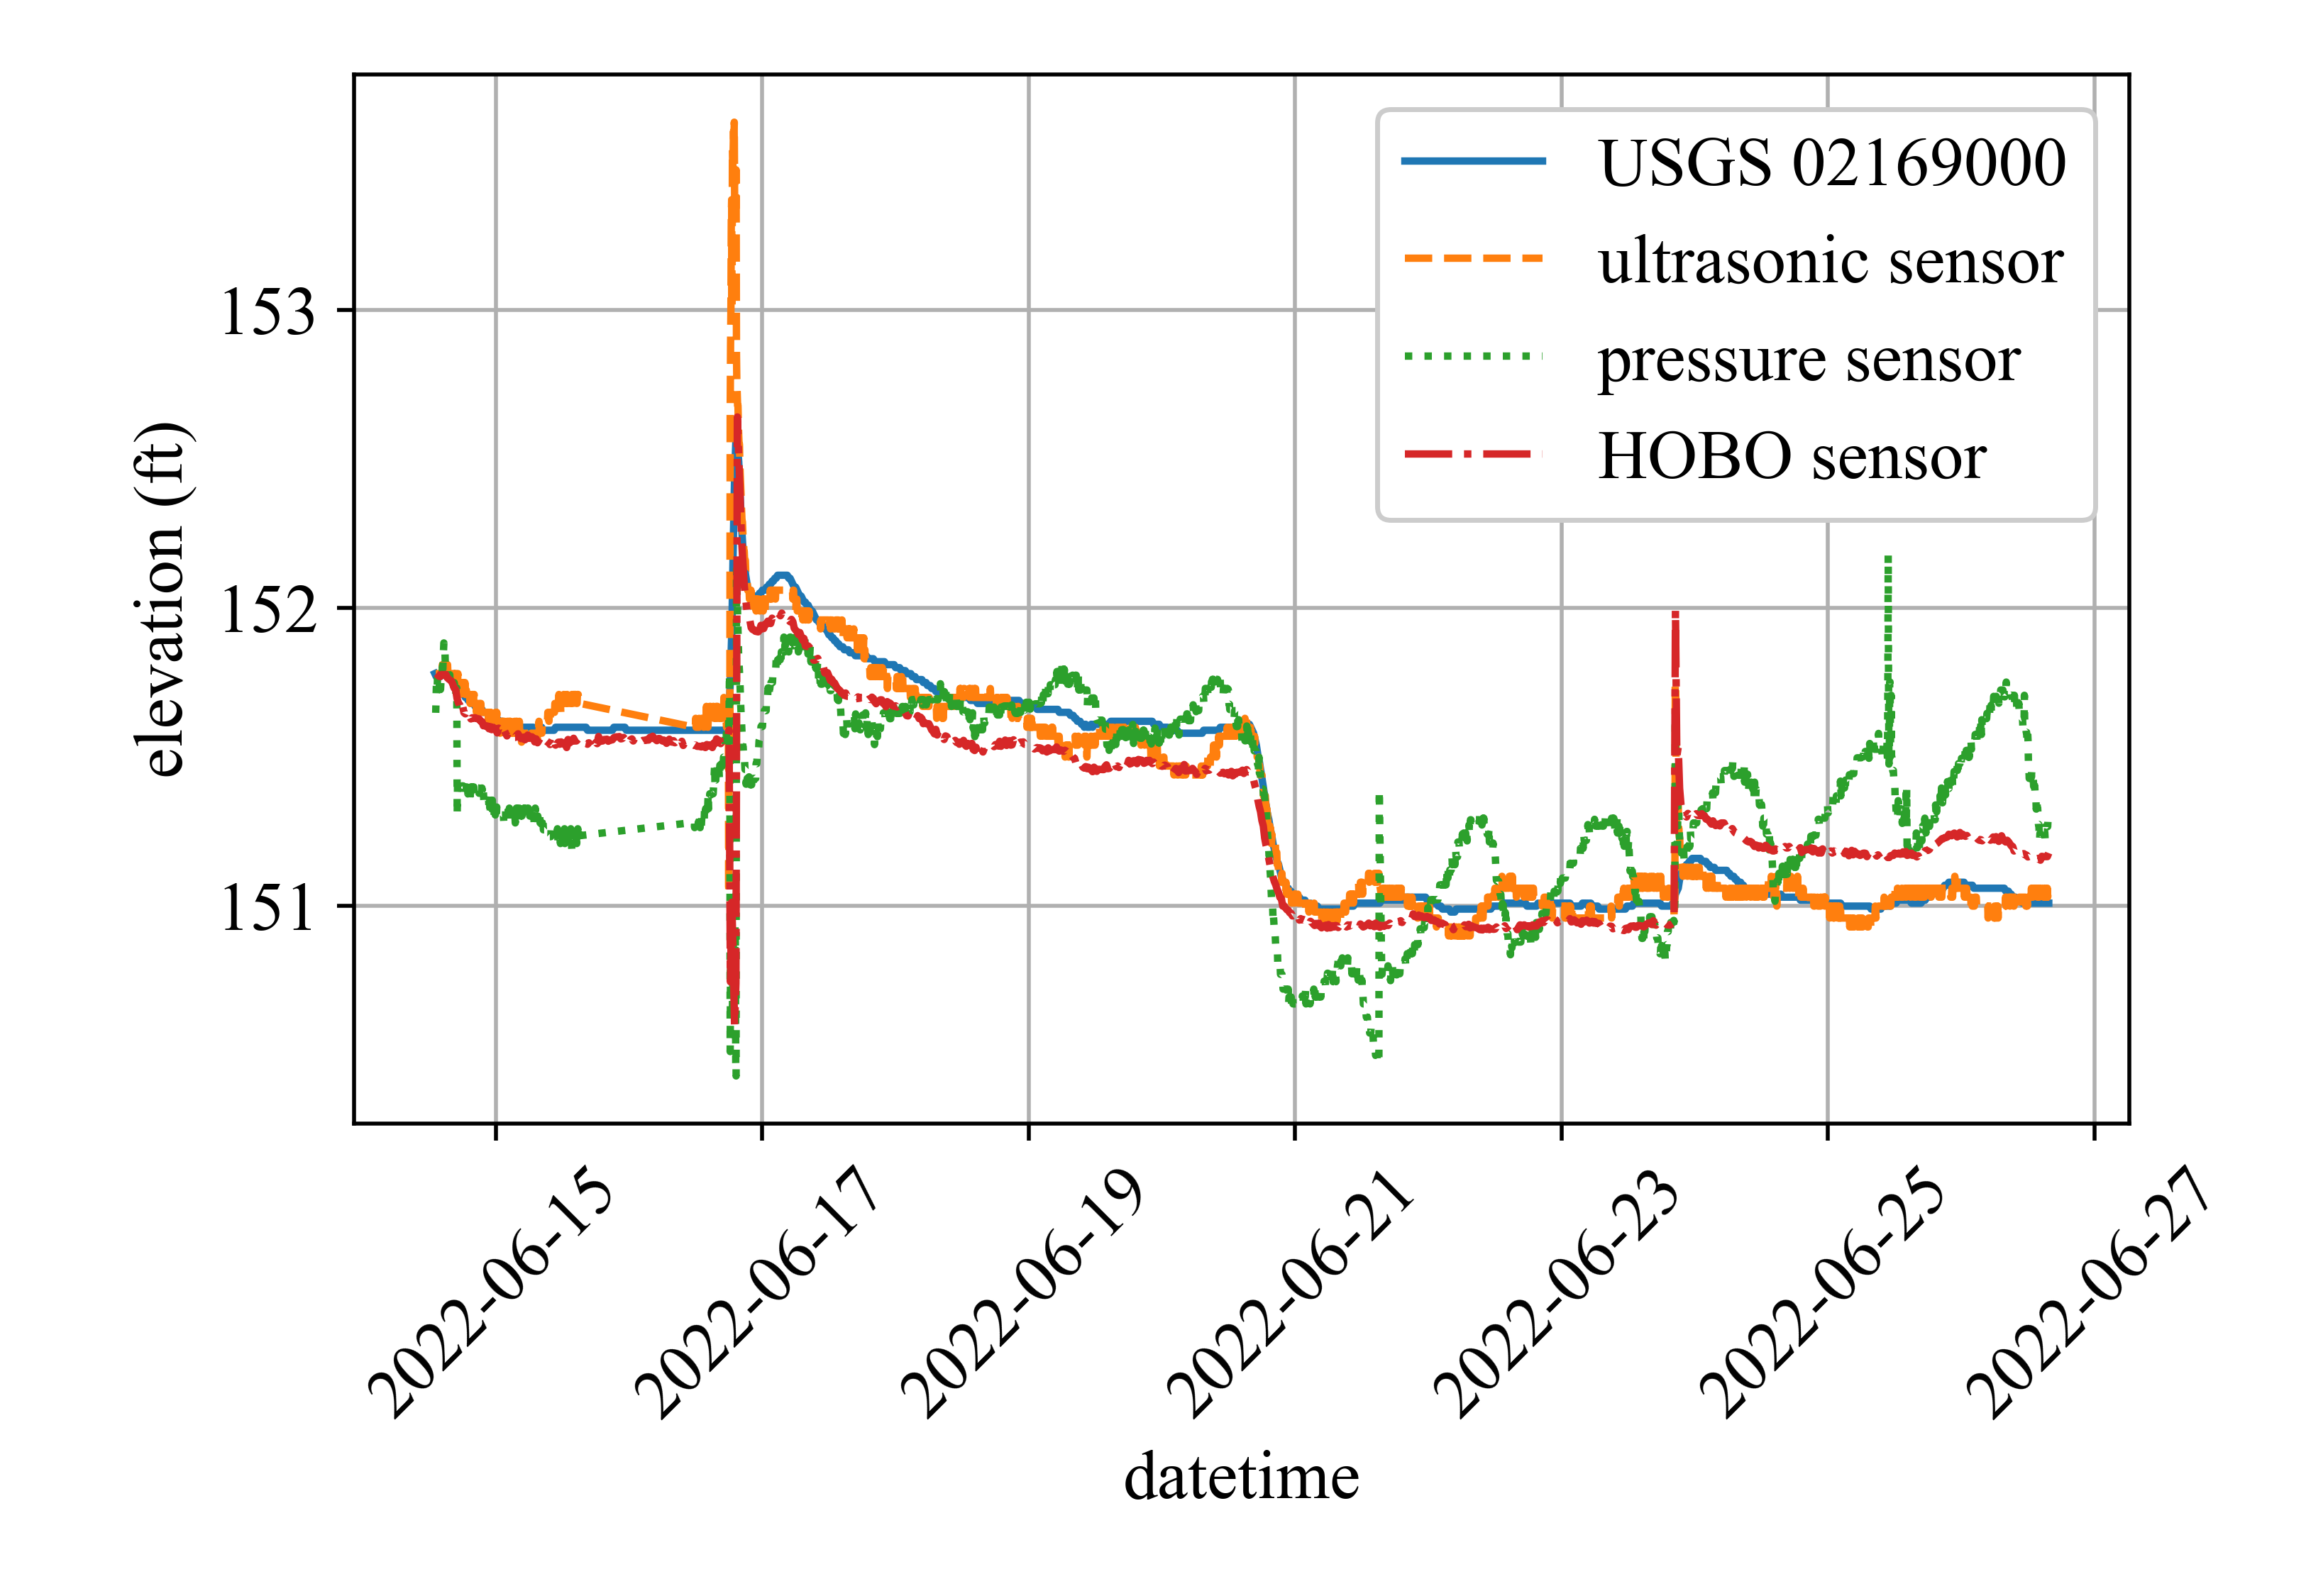 USGS 02169000
ultrasonic sensor
pressure sensor
HOBO sensor
153
152
151
elevation (ft)
2022-06-15
2022-06-17
2022-06-19
2022-06-21
2022-06-23
2022-06-25
2022-06-27
datetime